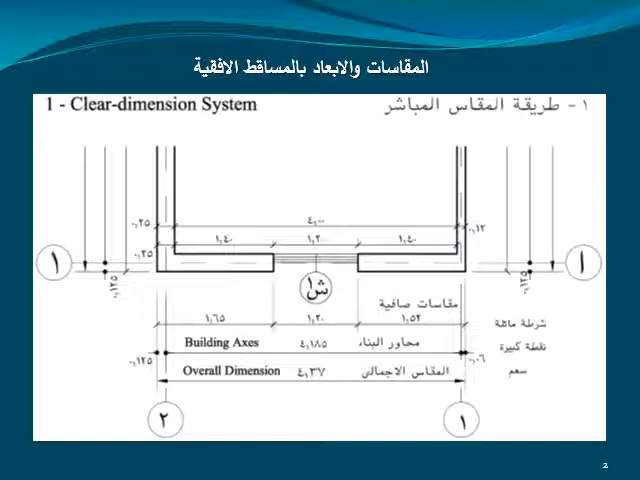 المقاسات والابعاد بالمساقط الافقية
1 - Clear-dimension System
١ - طريقة المقاس المباشر
٠,٢٥
٤,٠٠
٠,١٢
١,٤٠
١,٢٠
١,٤٠
٠,٢٥
١
ش١
أ
٠,١٢٥
٠,١٢٥
مقاسات صافية
١,٦٥
١,٢٠
١,٥٢
شرطة مائلة
Building Axes
٤,١٨٥
محاور البناء
نقطة كبيرة
٠,١٢٥
٠,٠٦
Overall Dimension
٤,٣٧
المقاس الاجمالى
سهم
٢
١
2